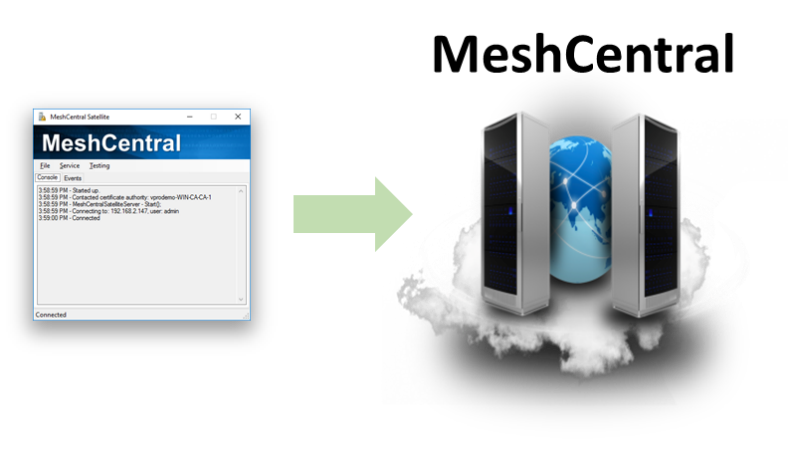 MeshCentral
MeshCentral Satellite
MeshCentral
File Service Testing
Console Events
3:58:59 PM - Started up.
3:58:59 PM - Contacted certificate authority: vprodemo-WIN-CA-CA-1
3:58:59 PM - MeshCentralSatelliteServer - Start();
3:58:59 PM - Connecting to: 192.168.2.147, user: admin
3:59:00 PM - Connected
Connected